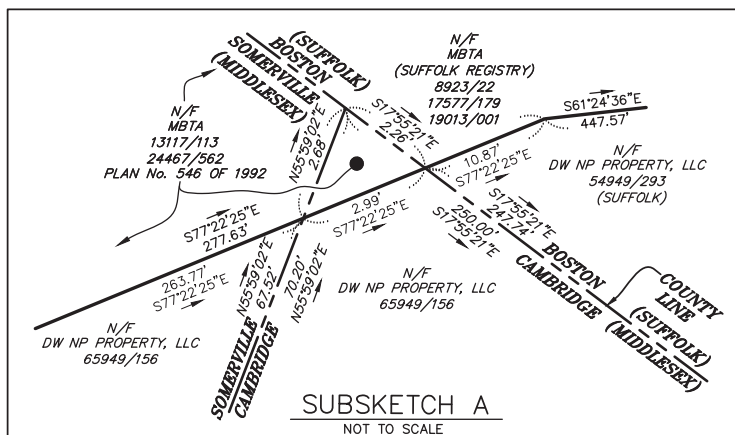 N/F
MBTA
(SUFFOLK REGISTRY)
8923/22
17577/179
19013/001
BOSTON (SUFFOLK)
SOMERVILLE (MIDDLESEX)
N/F
MBTA
13117/113
24467/562
PLAN No. 546 OF 1992
S61°24'36"E
447.57'
S17°55'21"E
2.26'
N55°59'02"E
2.68'
10.87'
S77°22'25"E
N/F
DW NP PROPERTY, LLC
54949/293
(SUFFOLK)
S77°22'25"E
277.63'
2.99'
S77°22'25"E
S17°55'21"E
247.74'
250.00'
S17°55'21"E
263.77'
S77°22'25"E
N55°59'02"E
67.52'
70.20'
N55°59'02"E
N/F
DW NP PROPERTY, LLC
65949/156
N/F
DW NP PROPERTY, LLC
65949/156
BOSTON (SUFFOLK)
CAMBRIDGE (MIDDLESEX)
COUNTY
LINE
SOMERVILLE
CAMBRIDGE
SUBSKETCH A
NOT TO SCALE